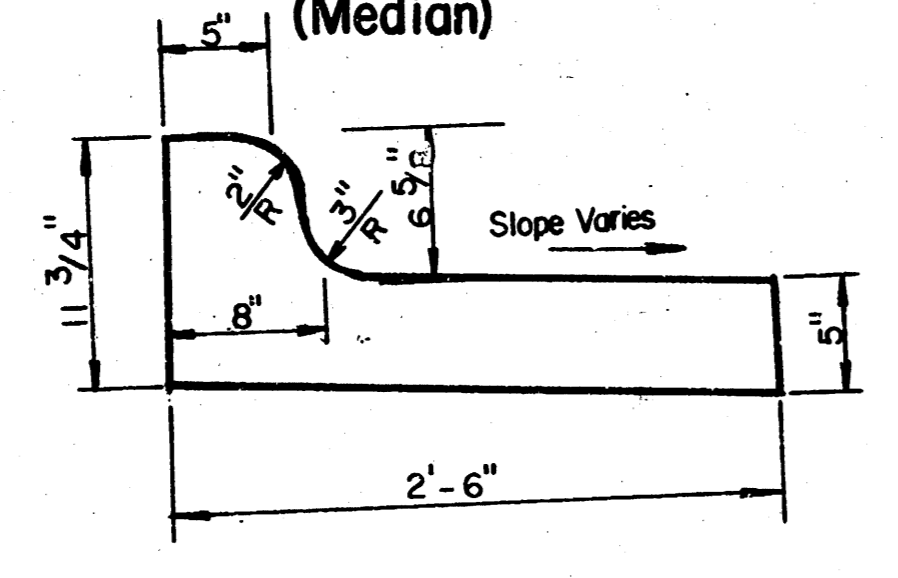 (Median)
5"
2"
R
3"
R
6 5/8"
11 3/4"
Slope Varies
8"
5"
2'-6"